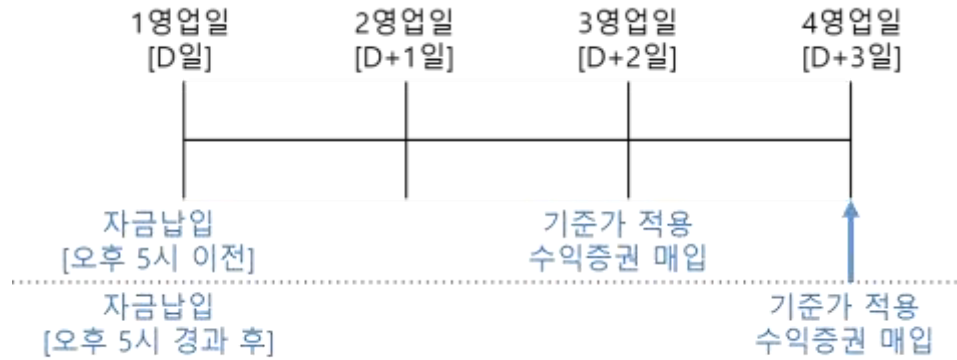 1영업일 2영업일 3영업일 4영업일
[D일] [D+1일] [D+2일] [D+3일]
자금납입 기준가 적용
[오후 5시 이전] 수익증권 매입
자금납입 기준가 적용
[오후 5시 경과 후] 수익증권 매입